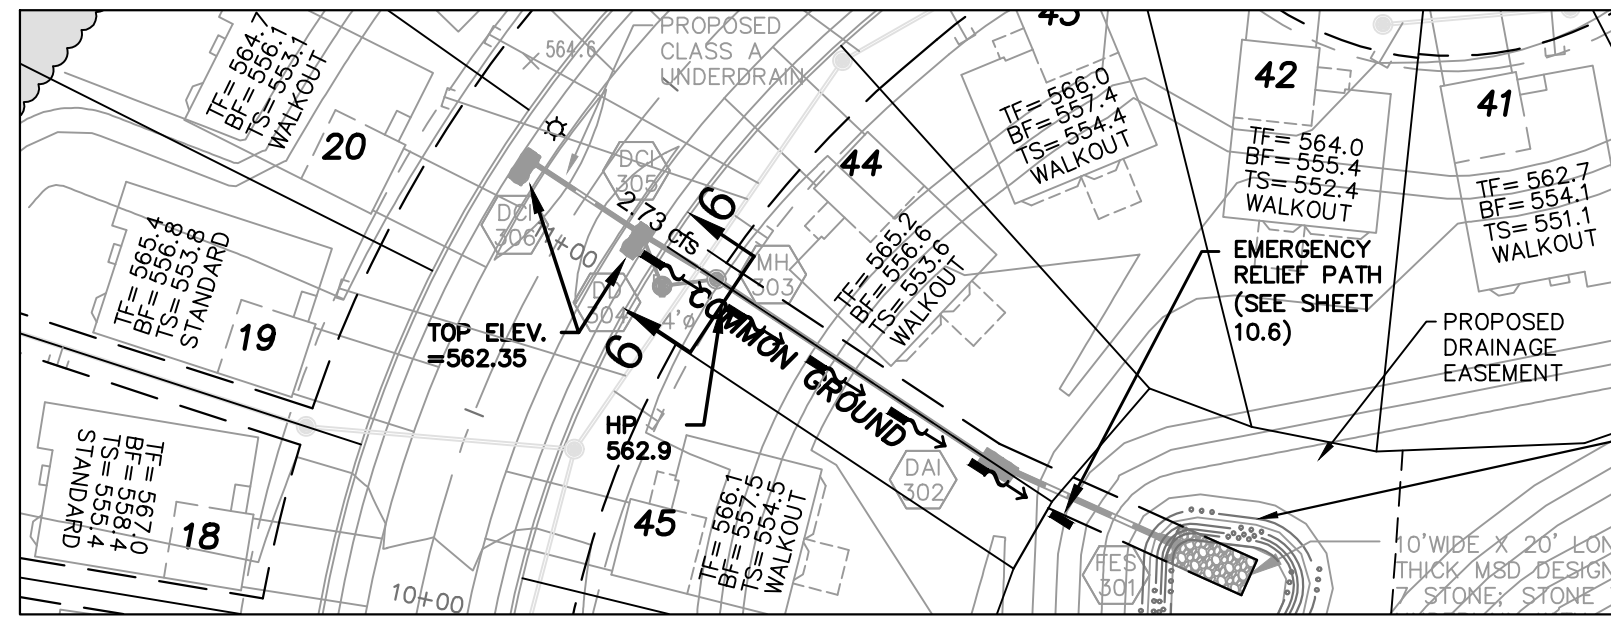 TF= 564.7
BF= 556.1
TS= 553.1
WALKOUT
20
564.6
PROPOSED
CLASS A
UNDERDRAIN
DCI
305
DCI
306
1+00
2.73 cfs
6
6
MH
303
DD
304
4'ø
TOP ELEV.
=562.35
HP
562.9
COMMON GROUND
TF= 565.4
BF= 556.8
TS= 553.8
STANDARD
19
TF= 567.0
BF= 558.4
TS= 555.4
STANDARD
18
10+00
45
TF= 566.1
BF= 557.5
TS= 554.5
WALKOUT
44
TF= 565.2
BF= 556.6
TS= 553.6
WALKOUT
43
TF= 566.0
BF= 557.4
TS= 554.4
WALKOUT
42
TF= 564.0
BF= 555.4
TS= 552.4
WALKOUT
41
TF= 562.7
BF= 554.1
TS= 551.1
WALKOUT
EMERGENCY
RELIEF PATH
(SEE SHEET
10.6)
PROPOSED
DRAINAGE
EASEMENT
DAI
302
FES
301
10'WIDE X 20' LON
THICK MSD DESIGN
7 STONE; STONE